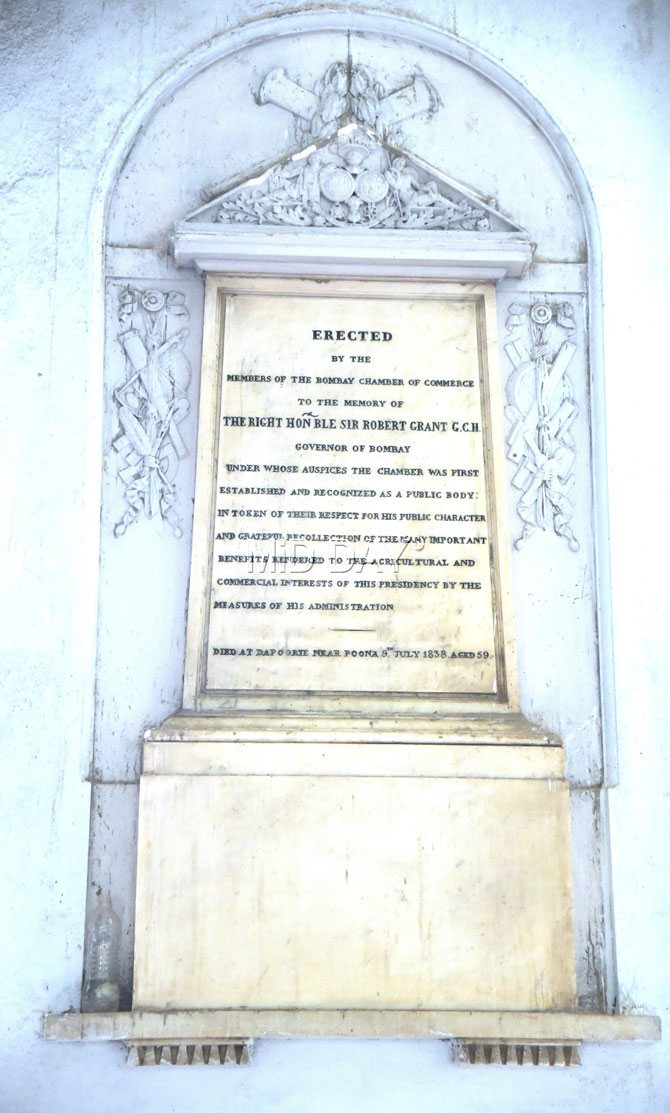 ERECTED
BY THE
MEMBERS OF THE BOMBAY CHAMBER OF COMMERCE
TO THE MEMORY OF
THE RIGHT HONBLE SIR ROBERT GRANT G.C.H.
GOVERNOR OF BOMBAY
UNDER WHOSE AUSPICES THE CHAMBER WAS FIRST
ESTABLISHED AND RECOGNIZED AS A PUBLIC BODY:
IN TOKEN OF THEIR RESPECT FOR HIS PUBLIC CHARACTER
AND GRATEFUL RECOLLECTION OF THE MANY IMPORTANT
MiD DAY
BENEFITS RENDERED TO THE AGRICULTURAL AND
COMMERCIAL INTERESTS OF THIS PRESIDENCY BY THE
MEASURES OF HIS ADMINISTRATION
DIED AT DAPOORIE NEAR POONA 9TH JULY 1838. AGED 59.